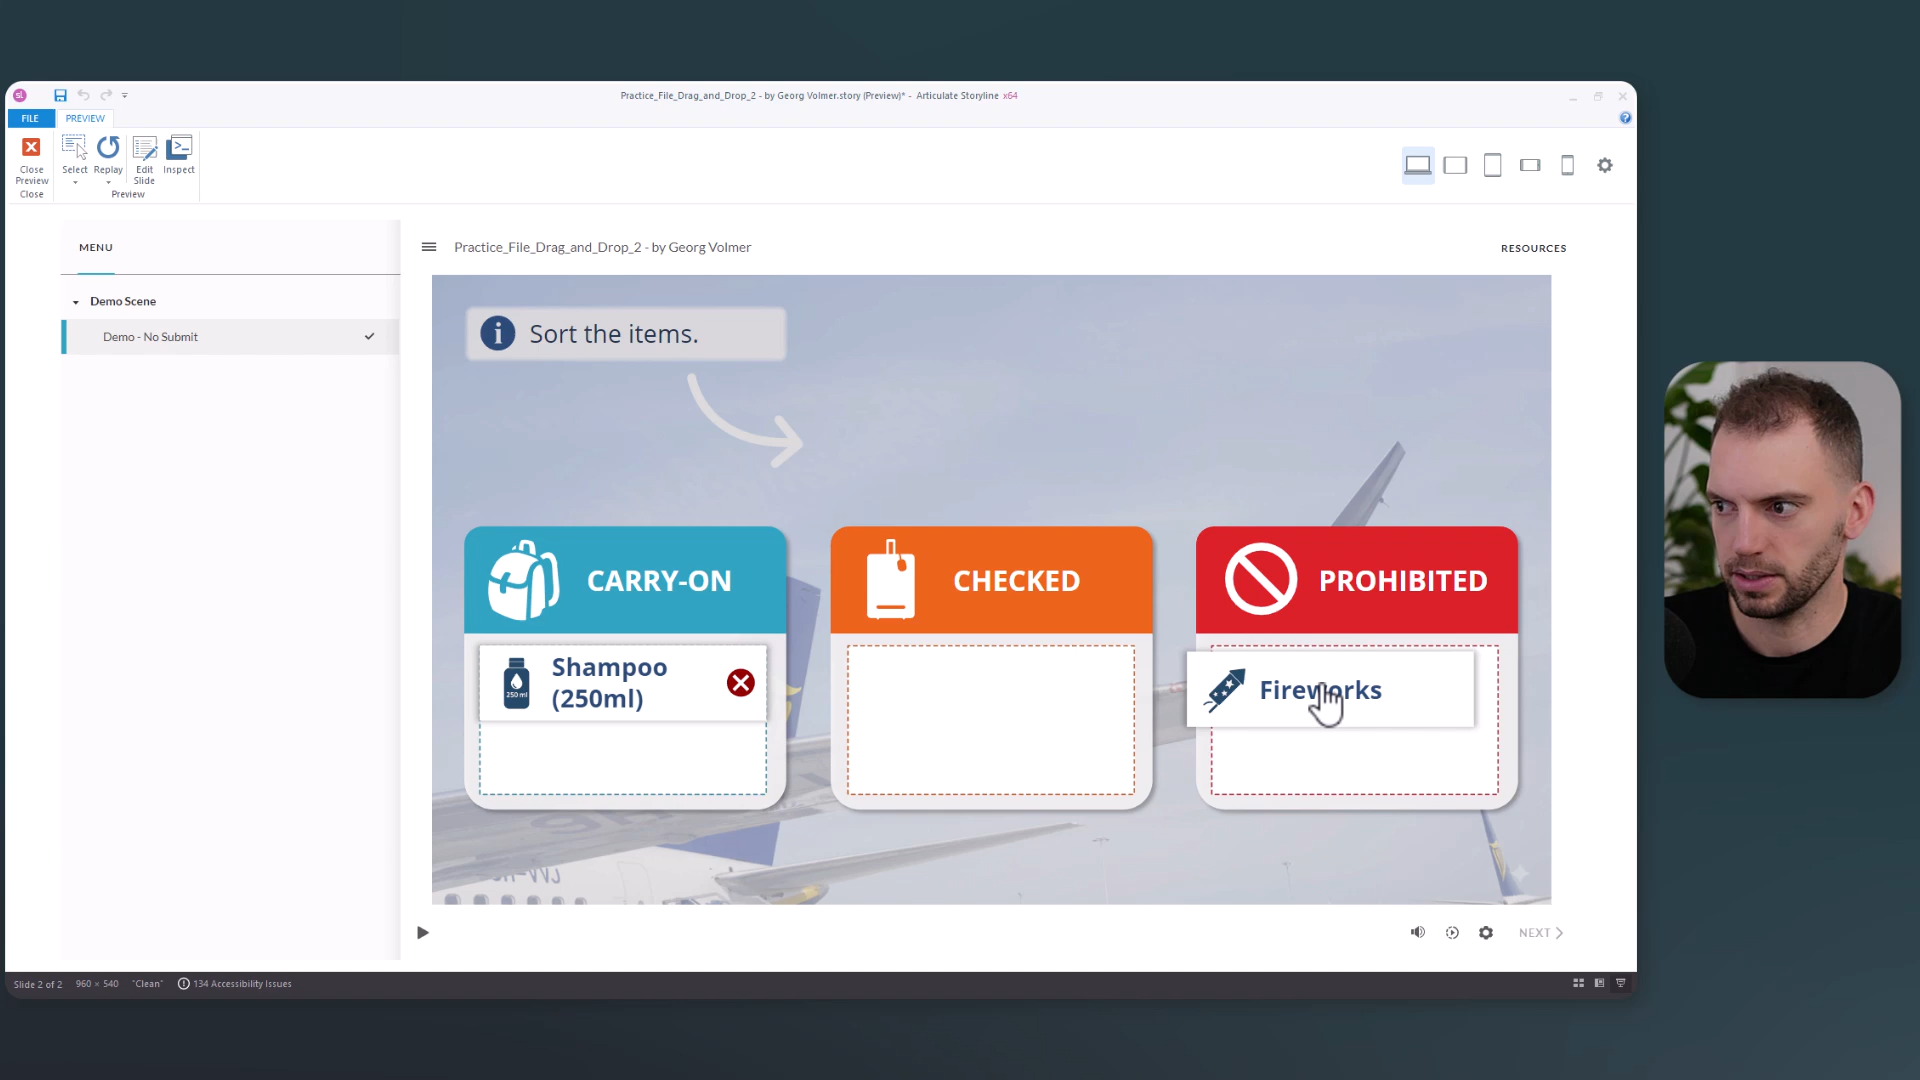 Practice_File_Drag_and_Drop_2 - by Georg Volmer.story (Preview)* - Articulate Storyline x64
FILE
PREVIEW
Close Preview
Select
Replay
Edit Slide
Inspect
Close
Preview
MENU
Practice_File_Drag_and_Drop_2 - by Georg Volmer
RESOURCES
Demo Scene
Demo - No Submit
i
Sort the items.
CARRY-ON
CHECKED
PROHIBITED
Shampoo
(250ml)
250 ml
Fireworks
NEXT
Slide 2 of 2
960 × 540
"Clean"
134 Accessibility Issues